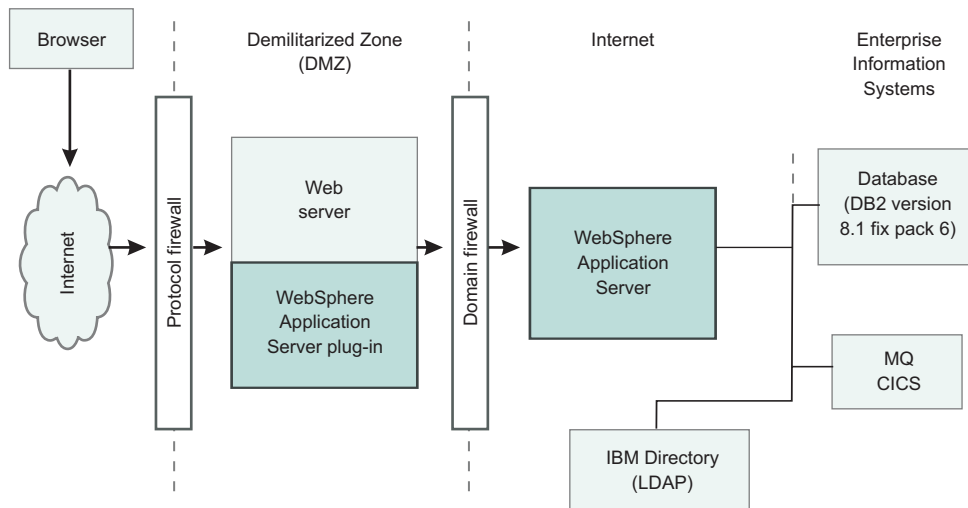 Browser
Demilitarized Zone
(DMZ)
Internet
Enterprise
Information
Systems
Internet
Protocol firewall
Web
server
WebSphere
Application
Server plug-in
Domain firewall
WebSphere
Application
Server
Database
(DB2 version
8.1 fix pack 6)
MQ
CICS
IBM Directory
(LDAP)